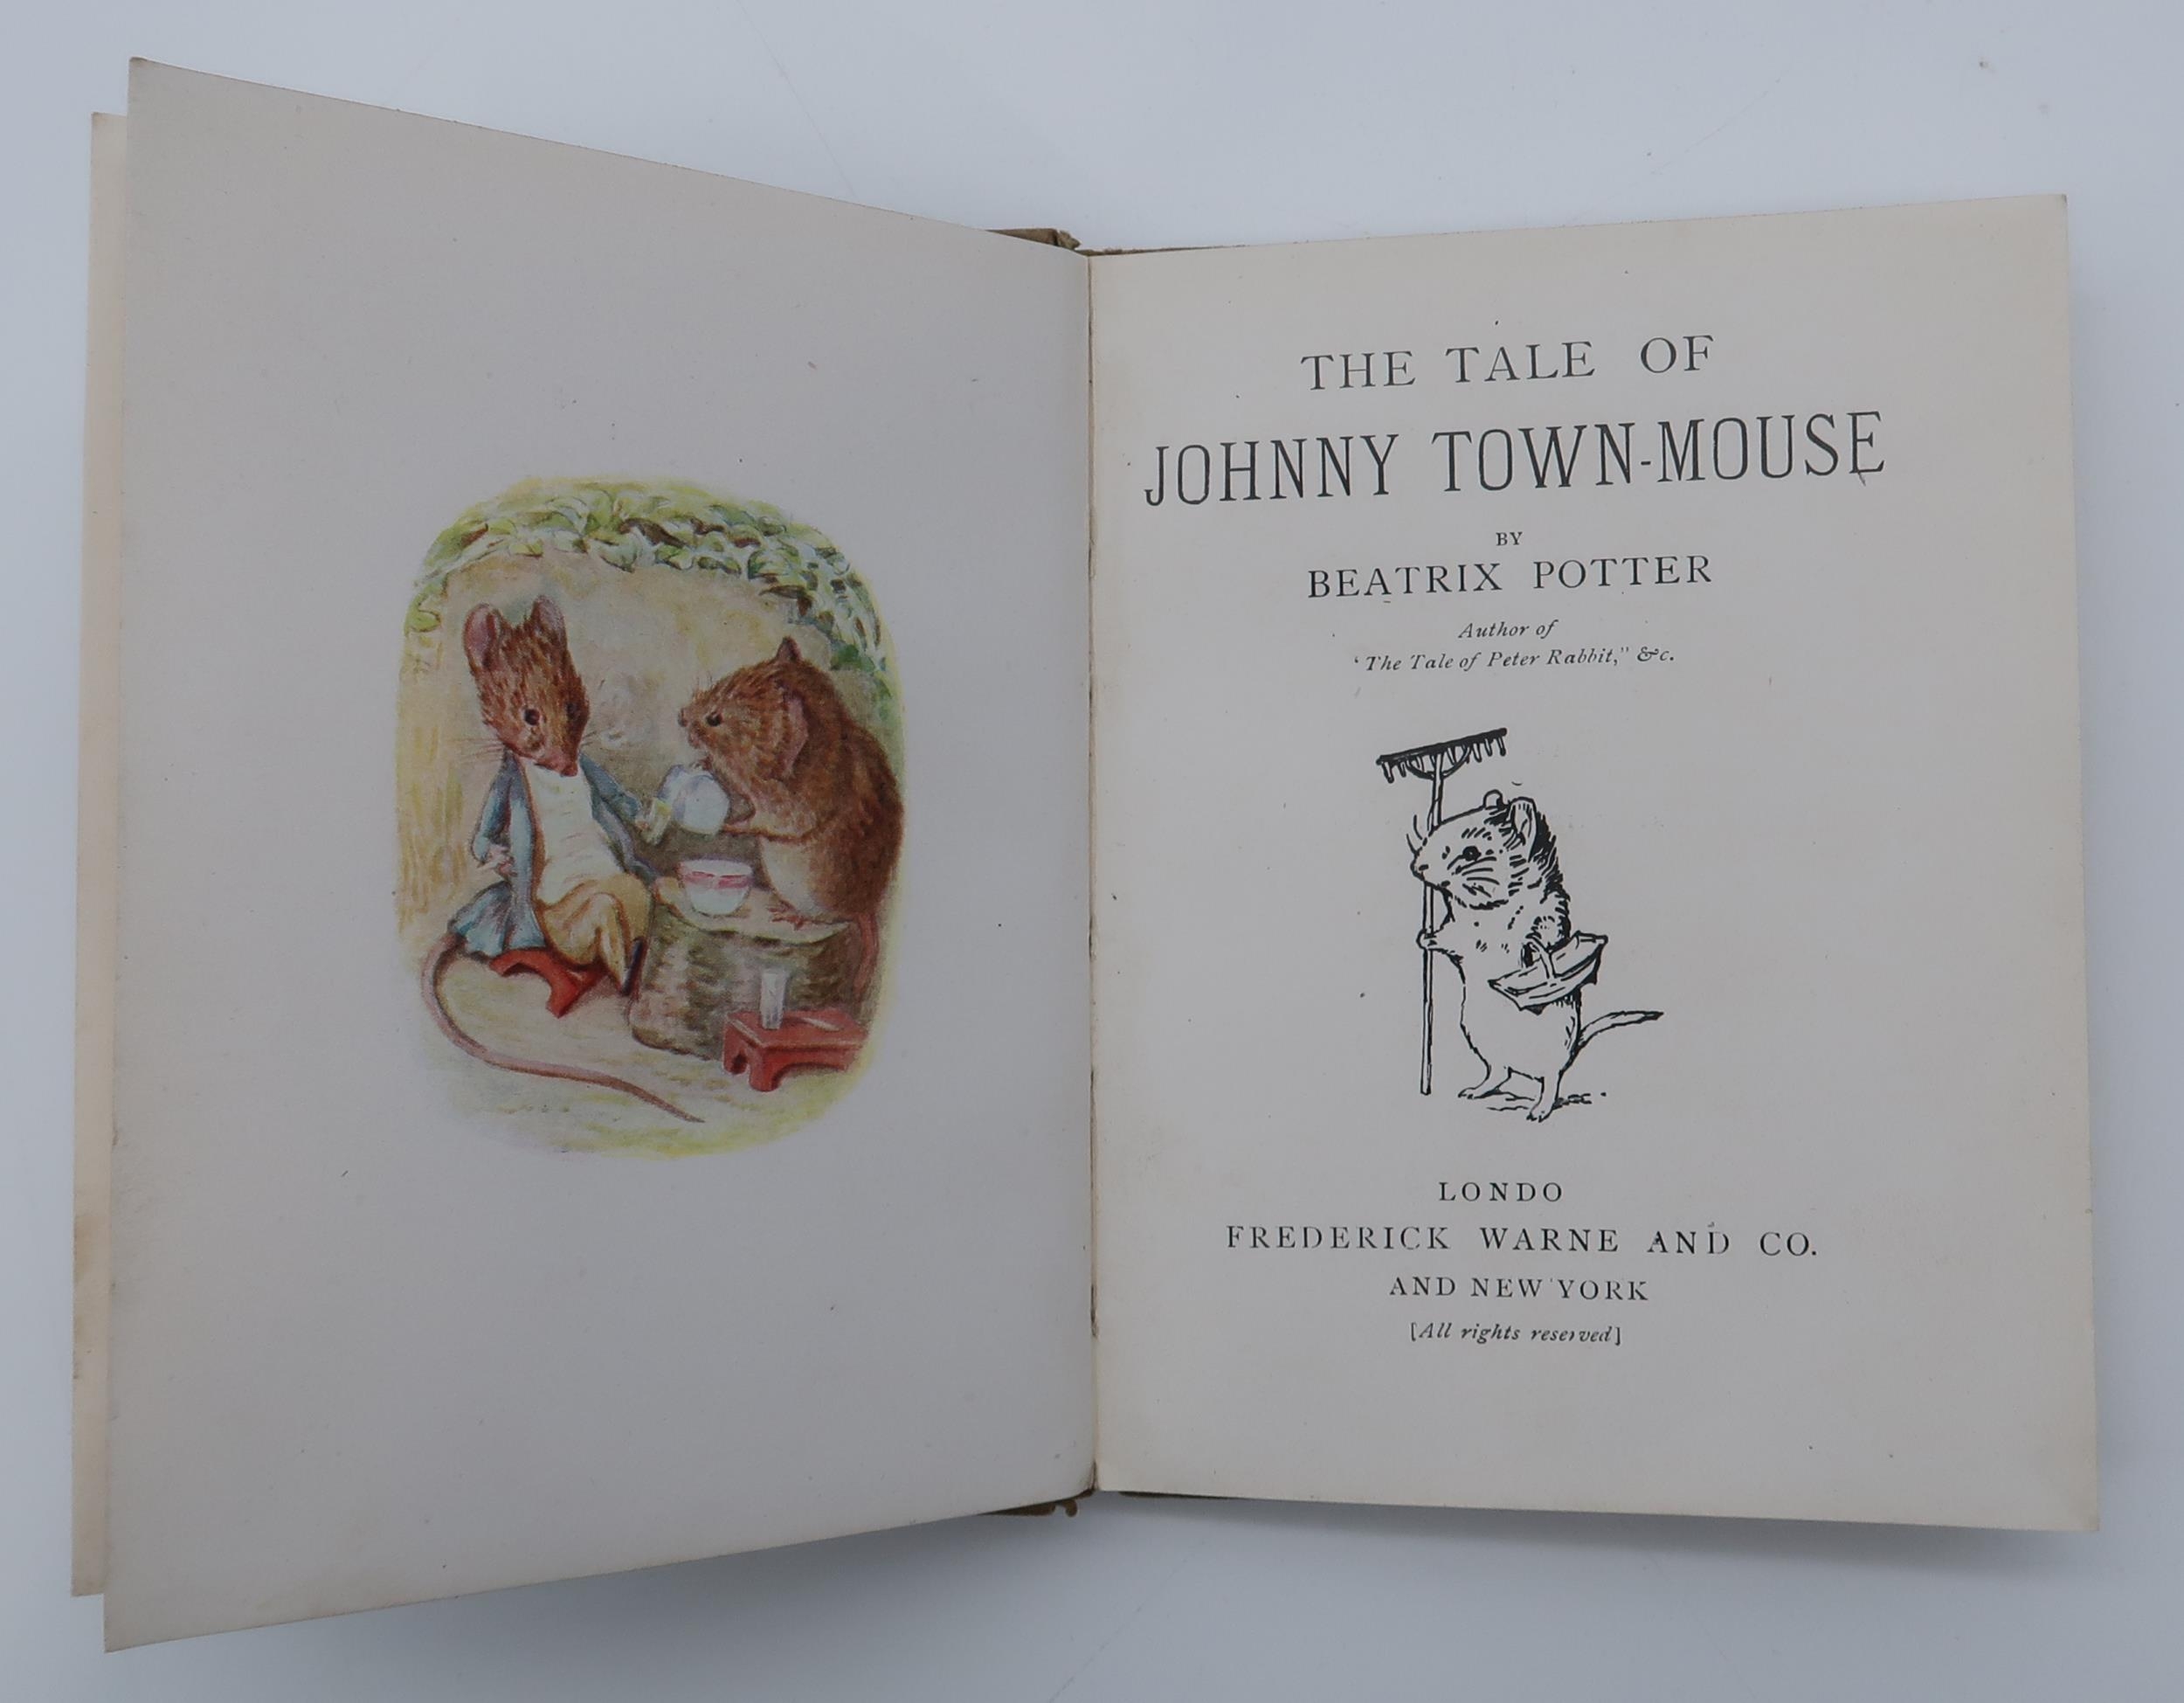 THE TALE OF
JOHNNY TOWN-MOUSE
BY
BEATRIX POTTER
Author of
'The Tale of Peter Rabbit," &c.
LONDO
FREDERICK WARNE AND CO.
AND NEW YORK
[All rights reserved]